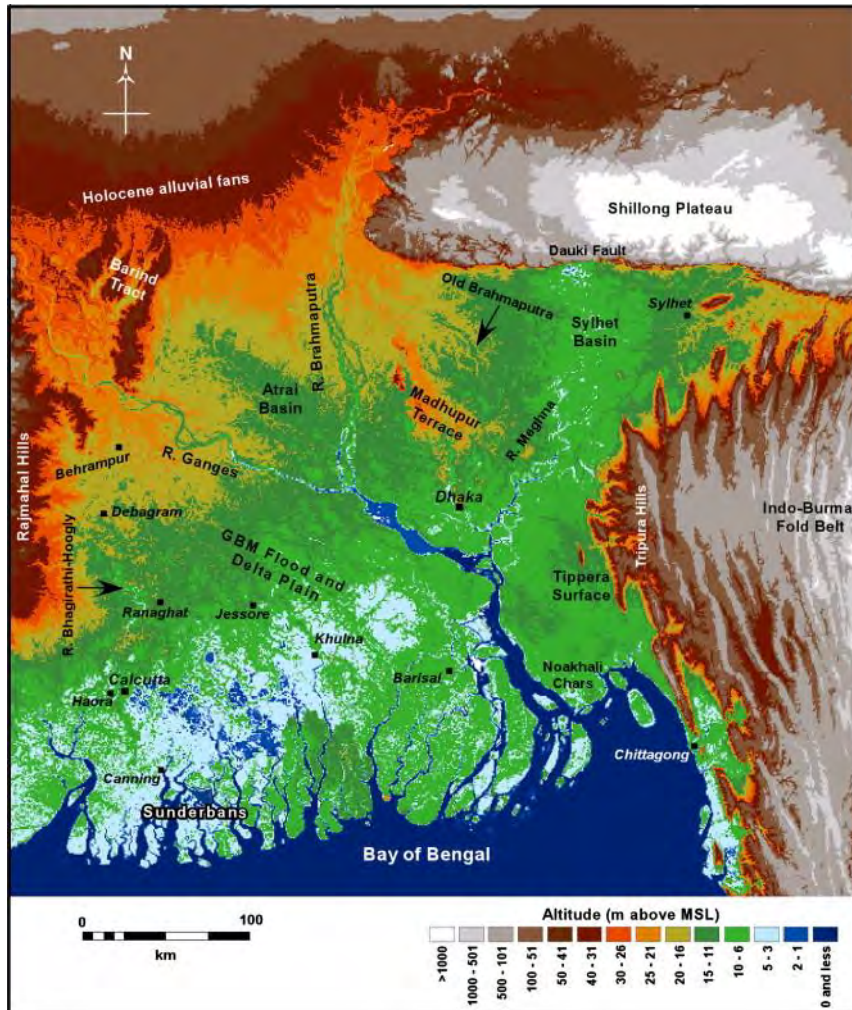 N
Holocene alluvial fans
Shillong Plateau
Dauki Fault
Barind
Tract
Old Brahmaputra
Sylhet
R. Brahmaputra
Sylhet
Basin
Atrai
Basin
Madhupur
Terrace
R. Meghna
Rajmahal Hills
Behrampur
R. Ganges
Dhaka
Indo-Burma
Fold Belt
Debagram
Tripura Hills
GBM Flood and
Delta Plain
R. Bhagirathi-Hoogly
Tippera
Surface
Ranaghat
Jessore
Khulna
Barisal
Noakhali
Chars
Calcutta
Haora
Chittagong
Canning
Sunderbans
Bay of Bengal
0
100
km
Altitude (m above MSL)
>1000
1000 - 501
500 - 101
100 - 51
50 - 41
40 - 31
30 - 26
25 - 21
20 - 16
15 - 11
10 - 6
5 - 3
2 - 1
0 and less